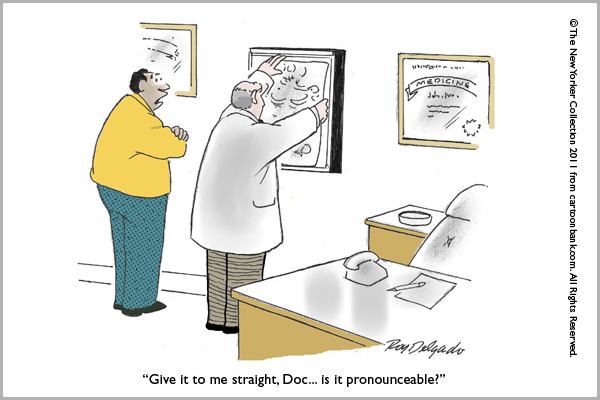 MEDICINE
Roy Delgado
“Give it to me straight, Doc... is it pronounceable?”
©The New Yorker Collection 2011 from cartoonbank.com. All Rights Reserved.